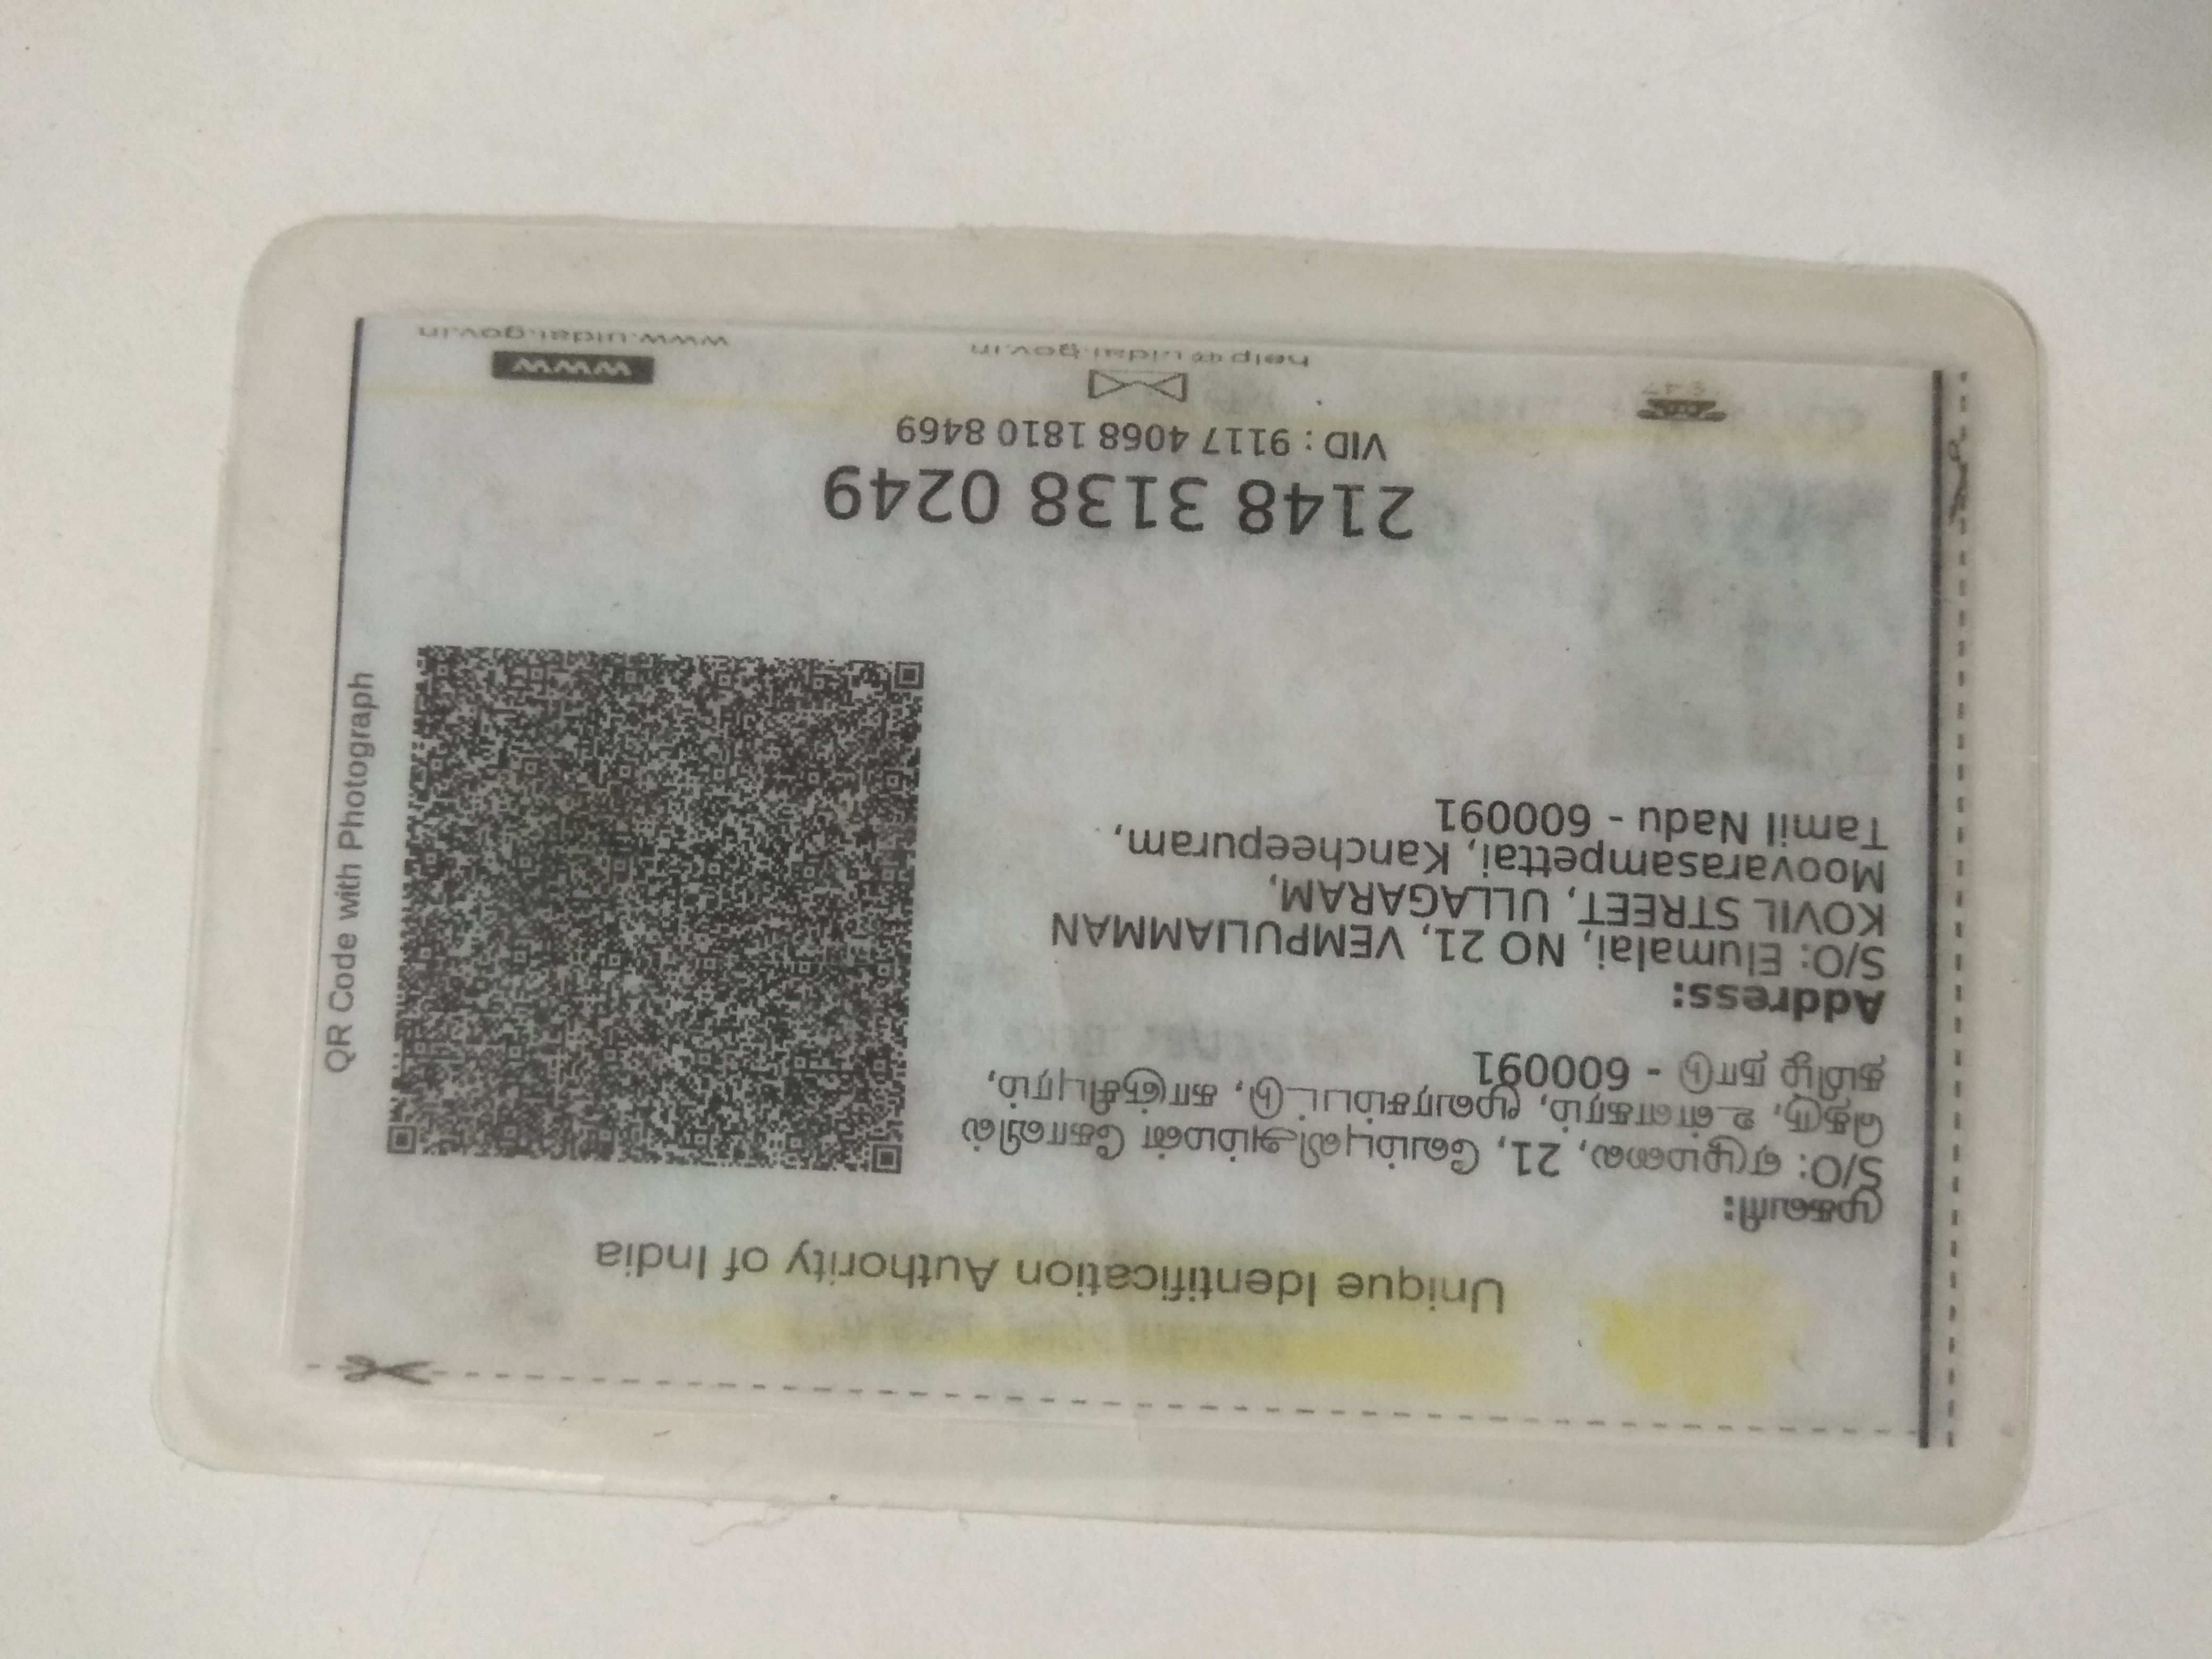 Unique Identification Authority of India
முகவரி:
S/O: ஏழுமலை, 21, வேம்புலிஅம்மன் கோவில்
தெரு, உள்ளகரம், மூவரசம்பட்டு, காஞ்சிபுரம்,
தமிழ் நாடு - 600091
Address:
S/O: Elumalai, NO 21, VEMPULIAMMAN
KOVIL STREET, ULLAGARAM,
Moovarasampettai, Kancheepuram,
Tamil Nadu - 600091
QR Code with Photograph
2148 3138 0249
VID : 9117 4068 1810 8469
help@uidai.gov.in
WWW
www.uidai.gov.in